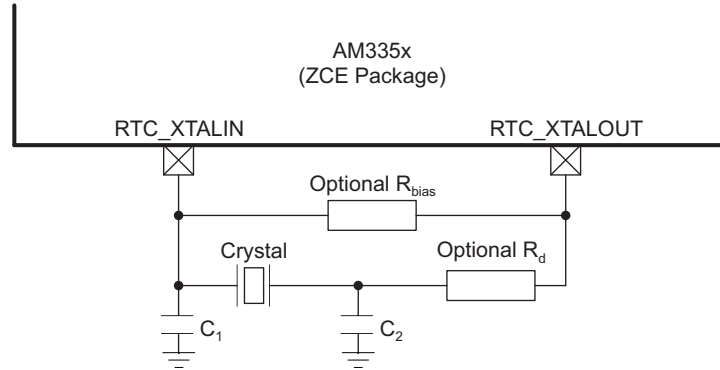 AM335x
(ZCE Package)
RTC_XTALIN
RTC_XTALOUT
Optional Rbias
Crystal
Optional Rd
C1
C2